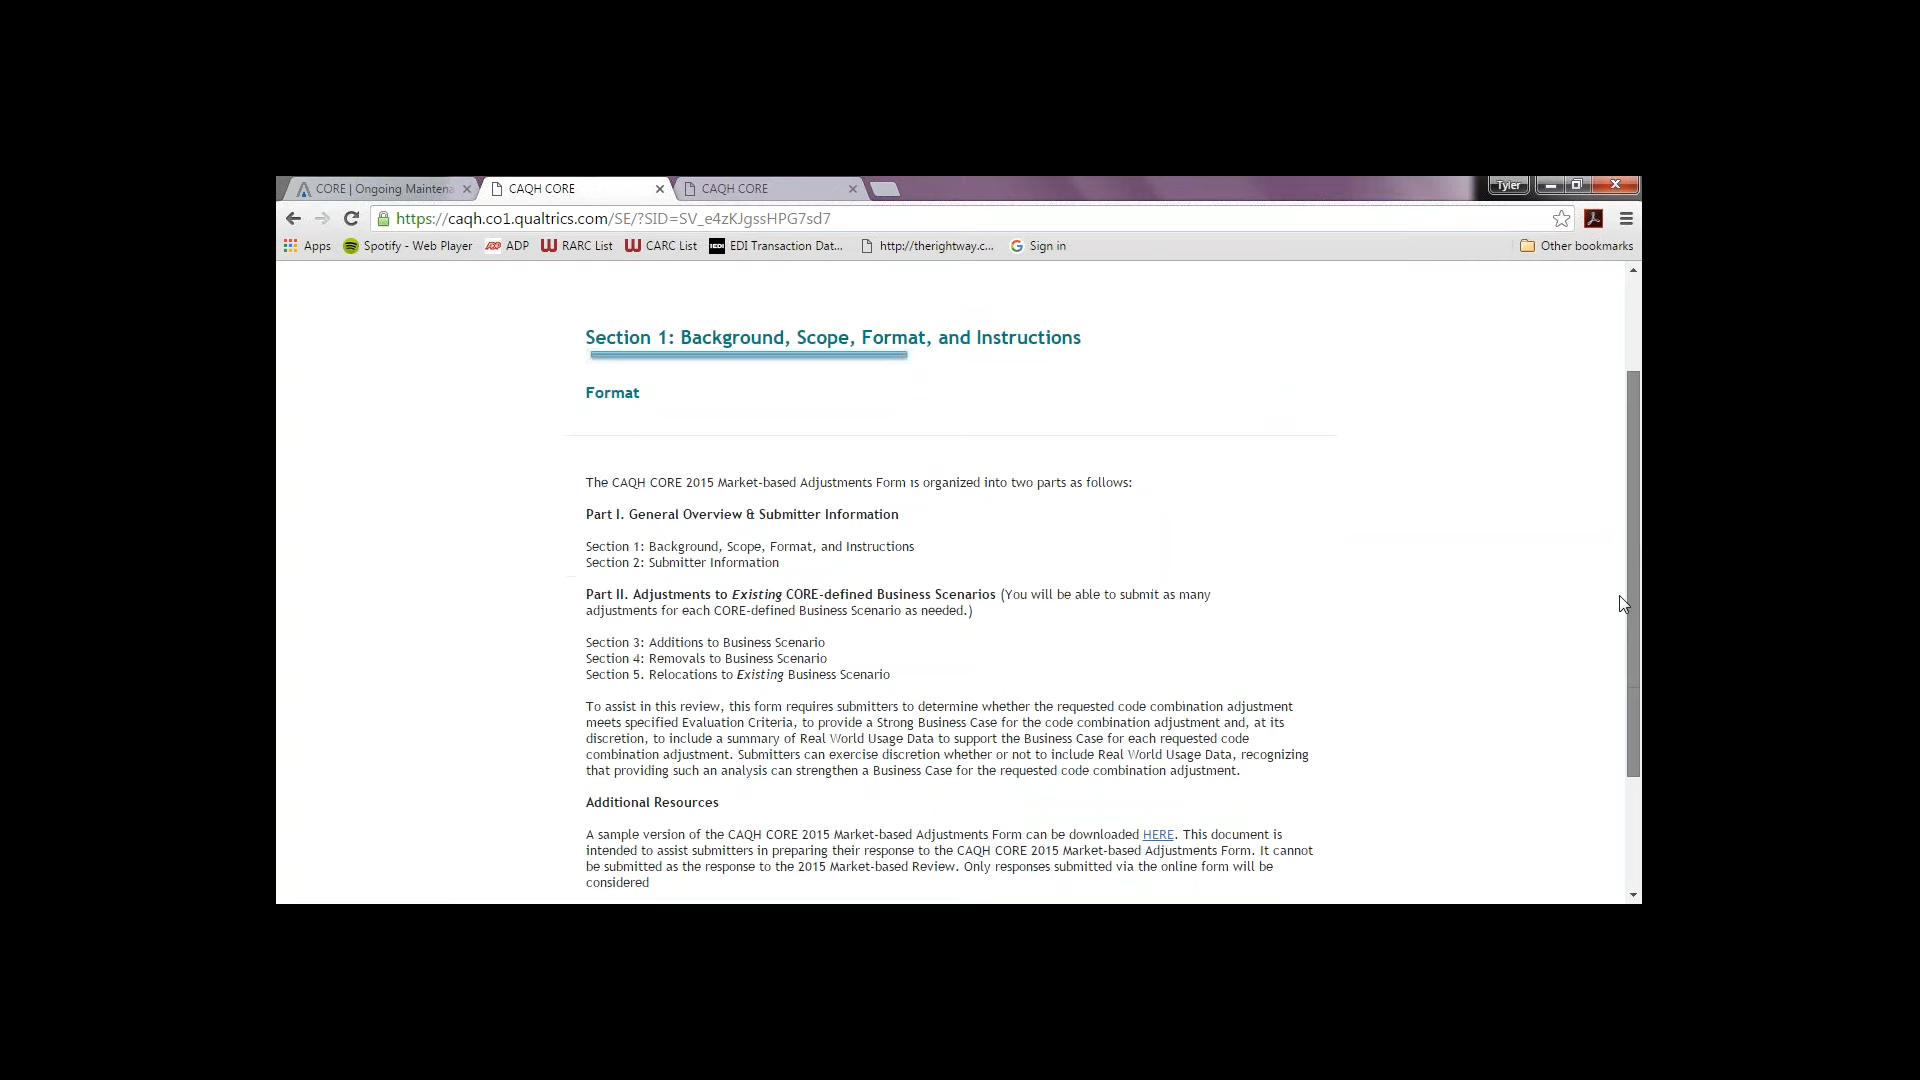 CORE | Ongoing Maintena
CAQH CORE
CAQH CORE
Tyler
https://caqh.co1.qualtrics.com/SE/?SID=SV_e4zKJgssHPG7sd7
Apps
Spotify - Web Player
ADP
RARC List
CARC List
EDI Transaction Dat...
http://therightway.c...
Sign in
Other bookmarks
Section 1: Background, Scope, Format, and Instructions
Format
The CAQH CORE 2015 Market-based Adjustments Form is organized into two parts as follows:
Part I. General Overview & Submitter Information
Section 1: Background, Scope, Format, and Instructions
Section 2: Submitter Information
Part II. Adjustments to Existing CORE-defined Business Scenarios (You will be able to submit as many
adjustments for each CORE-defined Business Scenario as needed.)
Section 3: Additions to Business Scenario
Section 4: Removals to Business Scenario
Section 5. Relocations to Existing Business Scenario
To assist in this review, this form requires submitters to determine whether the requested code combination adjustment
meets specified Evaluation Criteria, to provide a Strong Business Case for the code combination adjustment and, at its
discretion, to include a summary of Real World Usage Data to support the Business Case for each requested code
combination adjustment. Submitters can exercise discretion whether or not to include Real World Usage Data, recognizing
that providing such an analysis can strengthen a Business Case for the requested code combination adjustment.
Additional Resources
A sample version of the CAQH CORE 2015 Market-based Adjustments Form can be downloaded HERE. This document is
intended to assist submitters in preparing their response to the CAQH CORE 2015 Market-based Adjustments Form. It cannot
be submitted as the response to the 2015 Market-based Review. Only responses submitted via the online form will be
considered